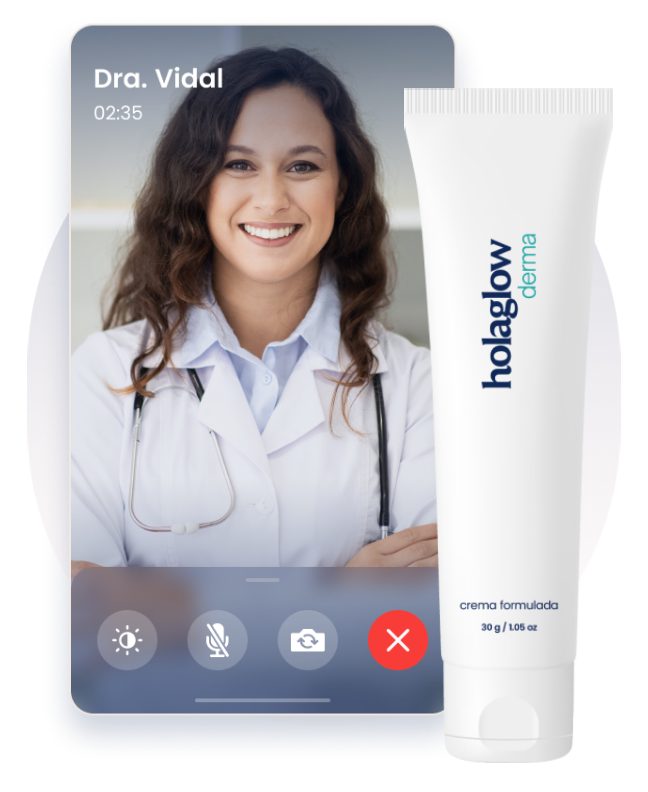 Dra. Vidal
02:35
holaglow
derma
crema formulada
30 g / 1.05 oz